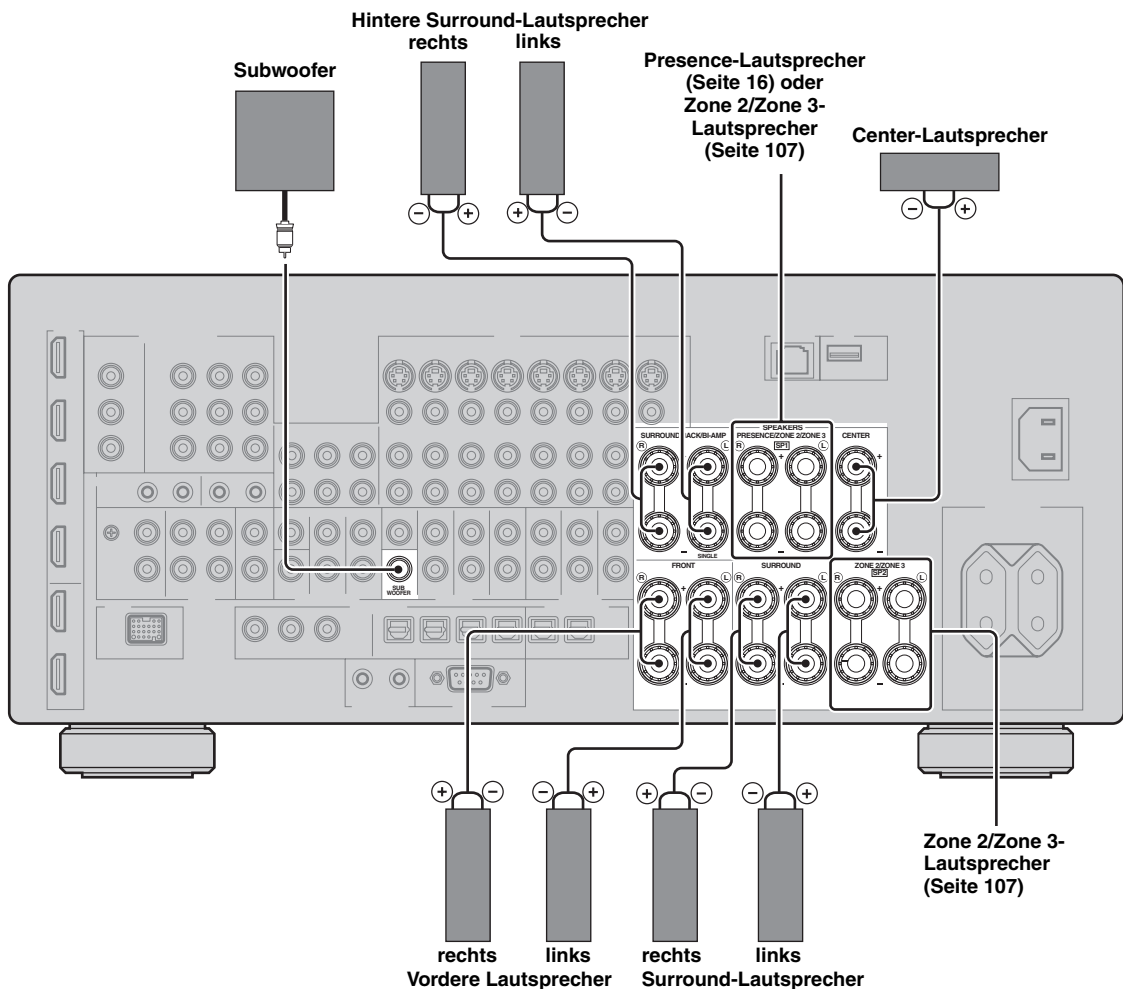 Hintere Surround-Lautsprecher
rechts links
Subwoofer
Presence-Lautsprecher
(Seite 16) oder
Zone 2/Zone 3-
Lautsprecher
(Seite 107)
Center-Lautsprecher
− + + −
− +
SPEAKERS
SURROUND BACK/BI-AMP PRESENCE/ZONE 2/ZONE 3 CENTER
R L R SP1 L
+ +
− − −
SINGLE
FRONT SURROUND ZONE 2/ZONE 3
R L R L R SP2 L
+ + +
−
SUB
WOOFER
+ − − + + − − +
Zone 2/Zone 3-
Lautsprecher
(Seite 107)
rechts links rechts links
Vordere Lautsprecher Surround-Lautsprecher